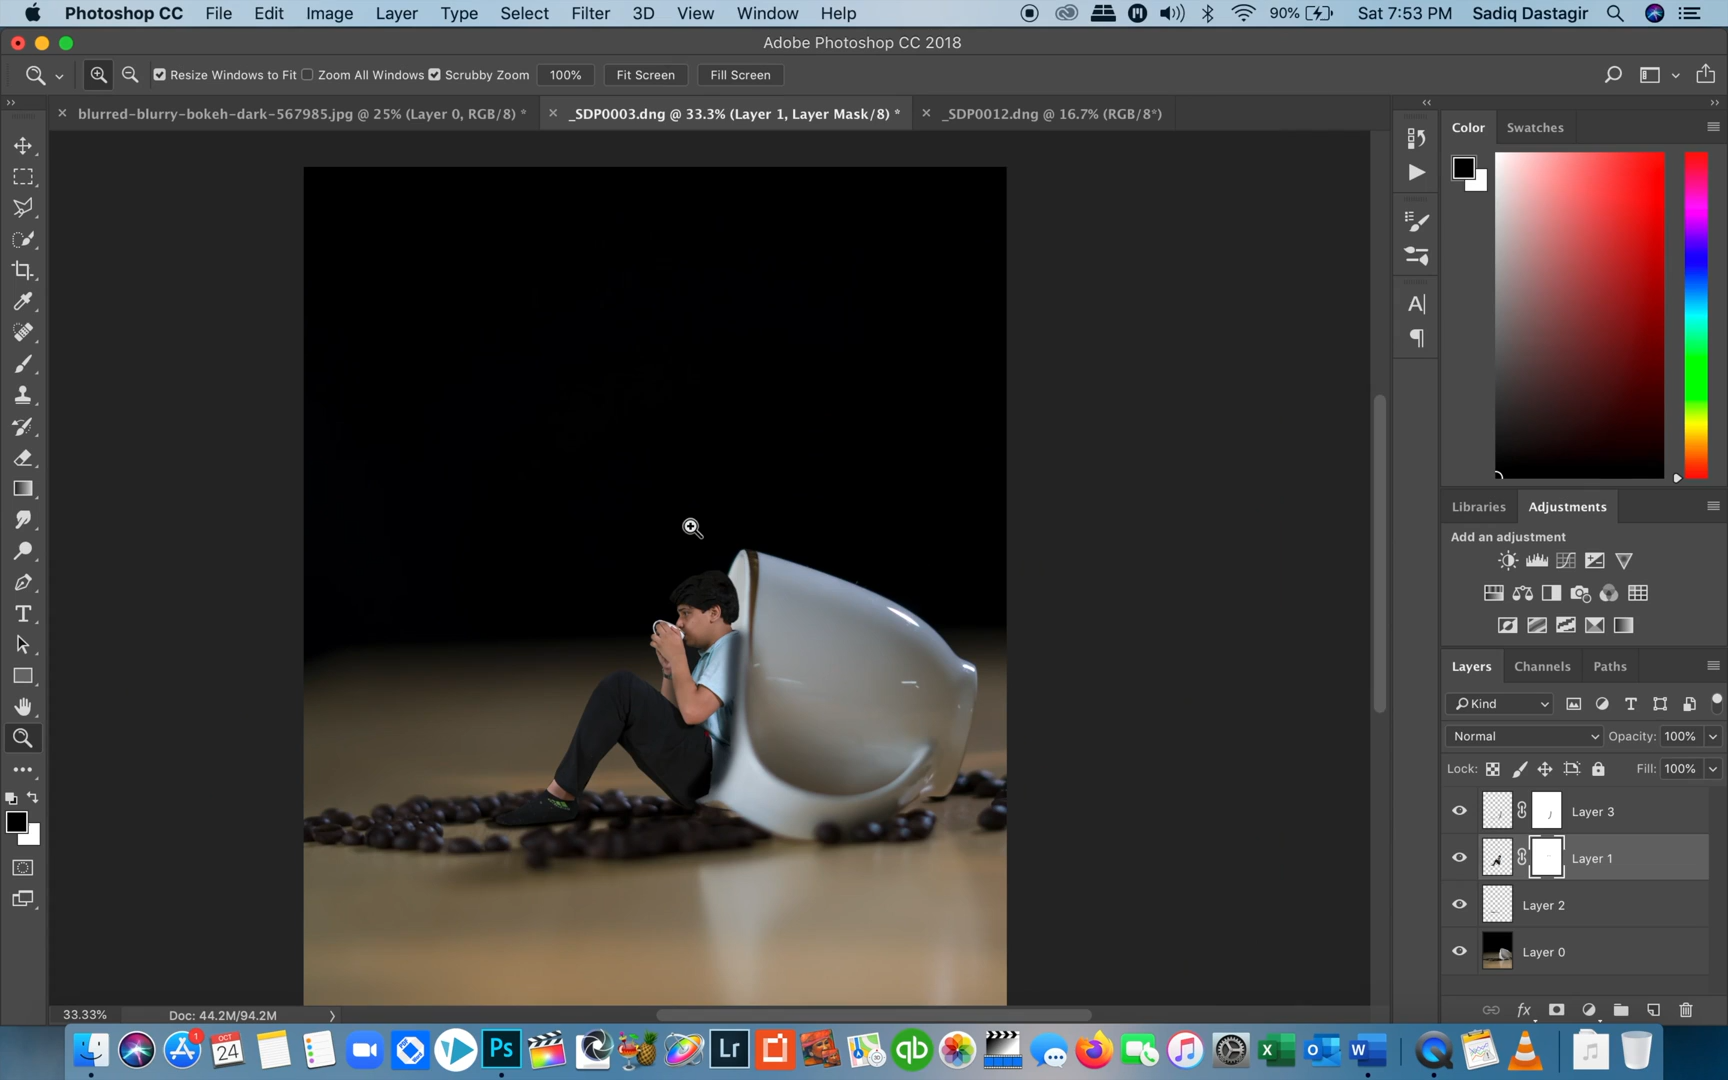 Photoshop CC File Edit Image Layer Type Select Filter 3D View Window Help 90% Sat 7:53 PM Sadiq Dastagir
Adobe Photoshop CC 2018
Resize Windows to Fit Zoom All Windows Scrubby Zoom 100% Fit Screen Fill Screen
blurred-blurry-bokeh-dark-567985.jpg @ 25% (Layer 0, RGB/8) * _SDP0003.dng @ 33.3% (Layer 1, Layer Mask/8) * _SDP0012.dng @ 16.7% (RGB/8*)
Color Swatches
Libraries Adjustments
Add an adjustment
Layers Channels Paths
Kind
Normal Opacity: 100%
Lock: Fill: 100%
Layer 3
Layer 1
Layer 2
Layer 0
33.33% Doc: 44.2M/94.2M
1
OCT
24
Ps
Lr
qb
X
O
W